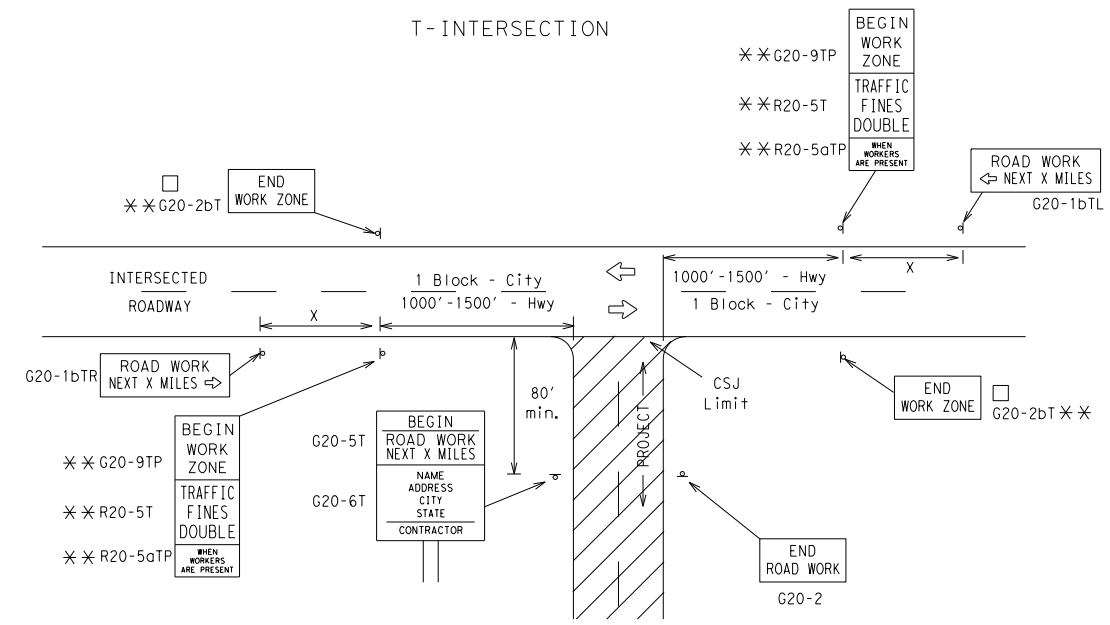 T-INTERSECTION
BEGIN
WORK
ZONE
TRAFFIC
FINES
DOUBLE
WHEN
WORKERS
ARE PRESENT
** G20-9TP
** R20-5T
** R20-5aTP
ROAD WORK
⇦ NEXT X MILES
G20-1bTL
□
** G20-2bT
END
WORK ZONE
INTERSECTED
ROADWAY
1 Block - City
1000'-1500' - Hwy
1000'-1500' - Hwy
1 Block - City
X
X
G20-1bTR
ROAD WORK
NEXT X MILES ⇨
80'
min.
CSJ
Limit
PROJECT
END
WORK ZONE
□
G20-2bT **
BEGIN
WORK
ZONE
TRAFFIC
FINES
DOUBLE
WHEN
WORKERS
ARE PRESENT
** G20-9TP
** R20-5T
** R20-5aTP
G20-5T
BEGIN
ROAD WORK
NEXT X MILES
G20-6T
NAME
ADDRESS
CITY
STATE
CONTRACTOR
END
ROAD WORK
G20-2